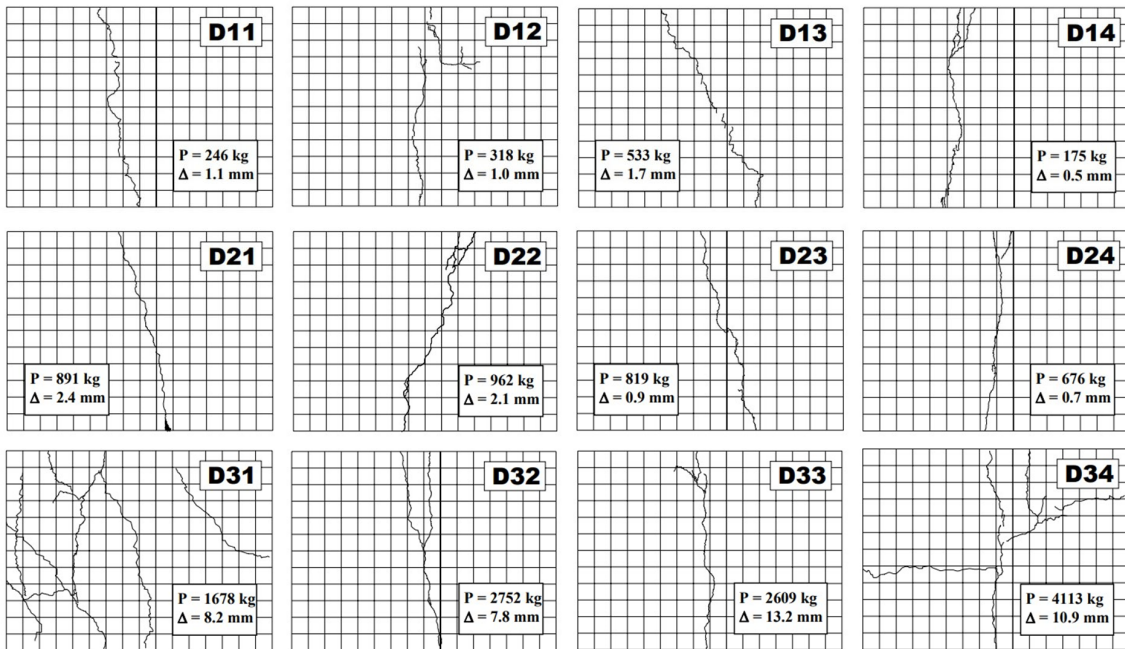 D11
P = 246 kg
Δ = 1.1 mm
D12
P = 318 kg
Δ = 1.0 mm
D13
P = 533 kg
Δ = 1.7 mm
D14
P = 175 kg
Δ = 0.5 mm
D21
P = 891 kg
Δ = 2.4 mm
D22
P = 962 kg
Δ = 2.1 mm
D23
P = 819 kg
Δ = 0.9 mm
D24
P = 676 kg
Δ = 0.7 mm
D31
P = 1678 kg
Δ = 8.2 mm
D32
P = 2752 kg
Δ = 7.8 mm
D33
P = 2609 kg
Δ = 13.2 mm
D34
P = 4113 kg
Δ = 10.9 mm